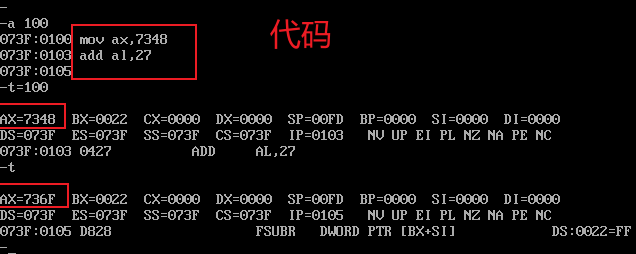 -
-a 100
073F:0100 mov ax,7348
073F:0103 add al,27
073F:0105
-t=100
代码
AX=7348 BX=0022 CX=0000 DX=0000 SP=00FD BP=0000 SI=0000 DI=0000
DS=073F ES=073F SS=073F CS=073F IP=0103 NV UP EI PL NZ NA PE NC
073F:0103 0427 ADD AL,27
-t
AX=736F BX=0022 CX=0000 DX=0000 SP=00FD BP=0000 SI=0000 DI=0000
DS=073F ES=073F SS=073F CS=073F IP=0105 NV UP EI PL NZ NA PE NC
073F:0105 D828 FSUBR DWORD PTR [BX+SI] DS:0022=FF
-